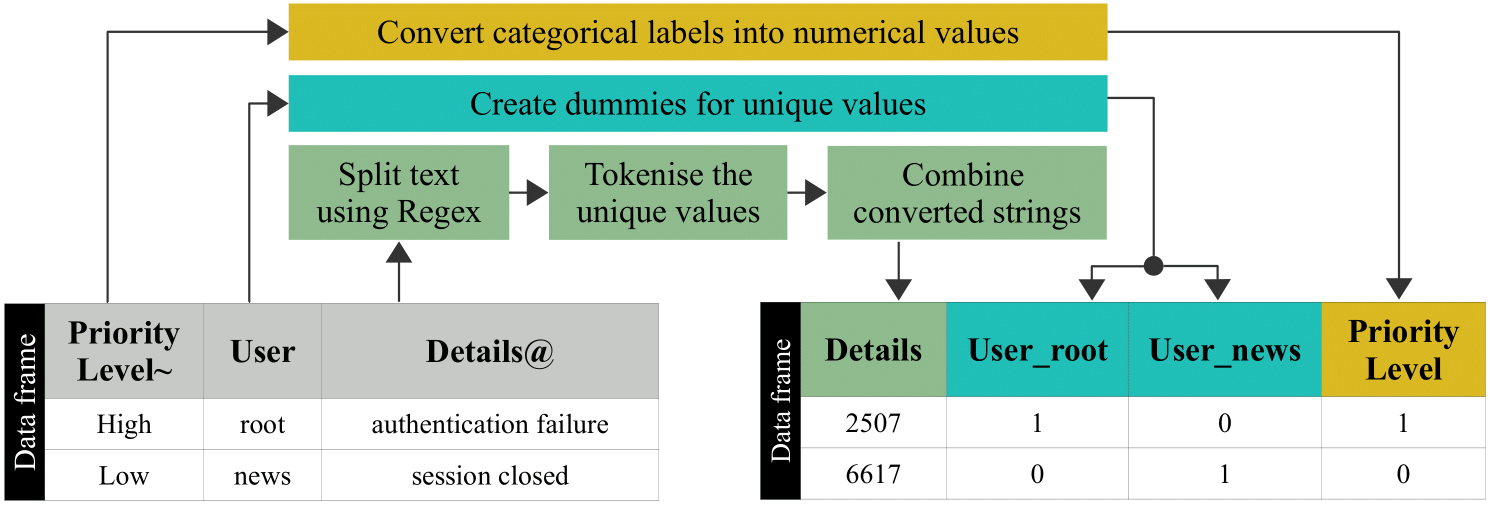 Convert categorical labels into numerical values
Create dummies for unique values
Split text
using Regex
Tokenise the
unique values
Combine
converted strings
Data frame
Priority
Level~
User
Details@
High
root
authentication failure
Low
news
session closed
Data frame
Details
User_root
User_news
Priority
Level
2507
1
0
1
6617
0
1
0